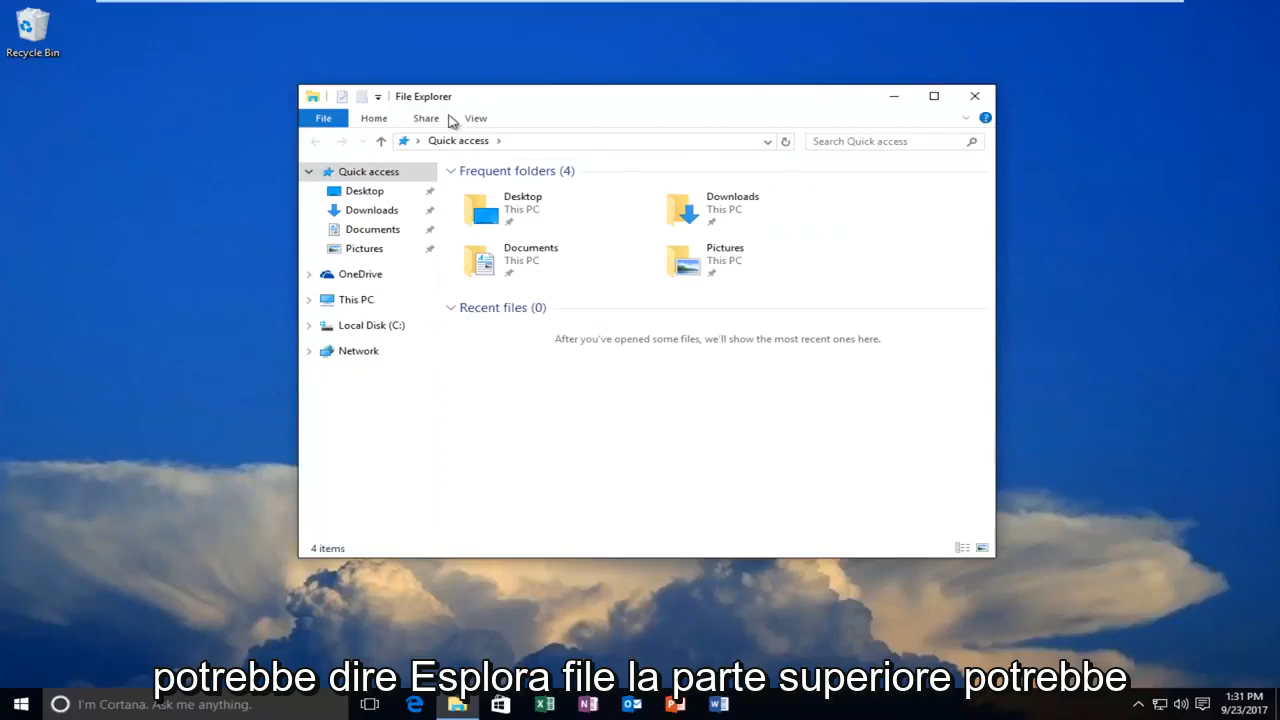 Recycle Bin
File Explorer
File Home Share View
Quick access
Search Quick access
Quick access
Desktop
Downloads
Documents
Pictures
OneDrive
This PC
Local Disk (C:)
Network
Frequent folders (4)
Desktop
This PC
Downloads
This PC
Documents
This PC
Pictures
This PC
Recent files (0)
After you've opened some files, we'll show the most recent ones here.
4 items
potrebbe dire Esplora file la parte superiore potrebbe
I'm Cortana. Ask me anything.
1:31 PM
9/23/2017